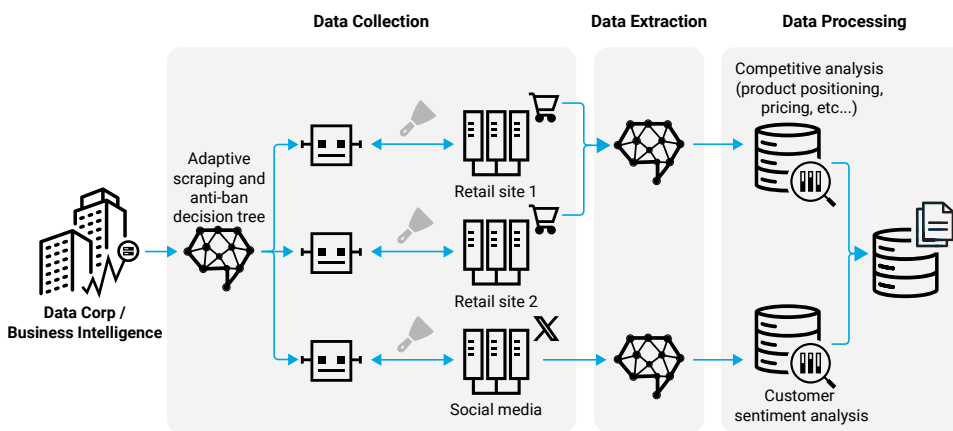 Data Collection
Data Extraction
Data Processing
Adaptive
scraping and
anti-ban
decision tree
Data Corp /
Business Intelligence
Retail site 1
Retail site 2
Social media
X
Competitive analysis
(product positioning,
pricing, etc...)
Customer
sentiment analysis